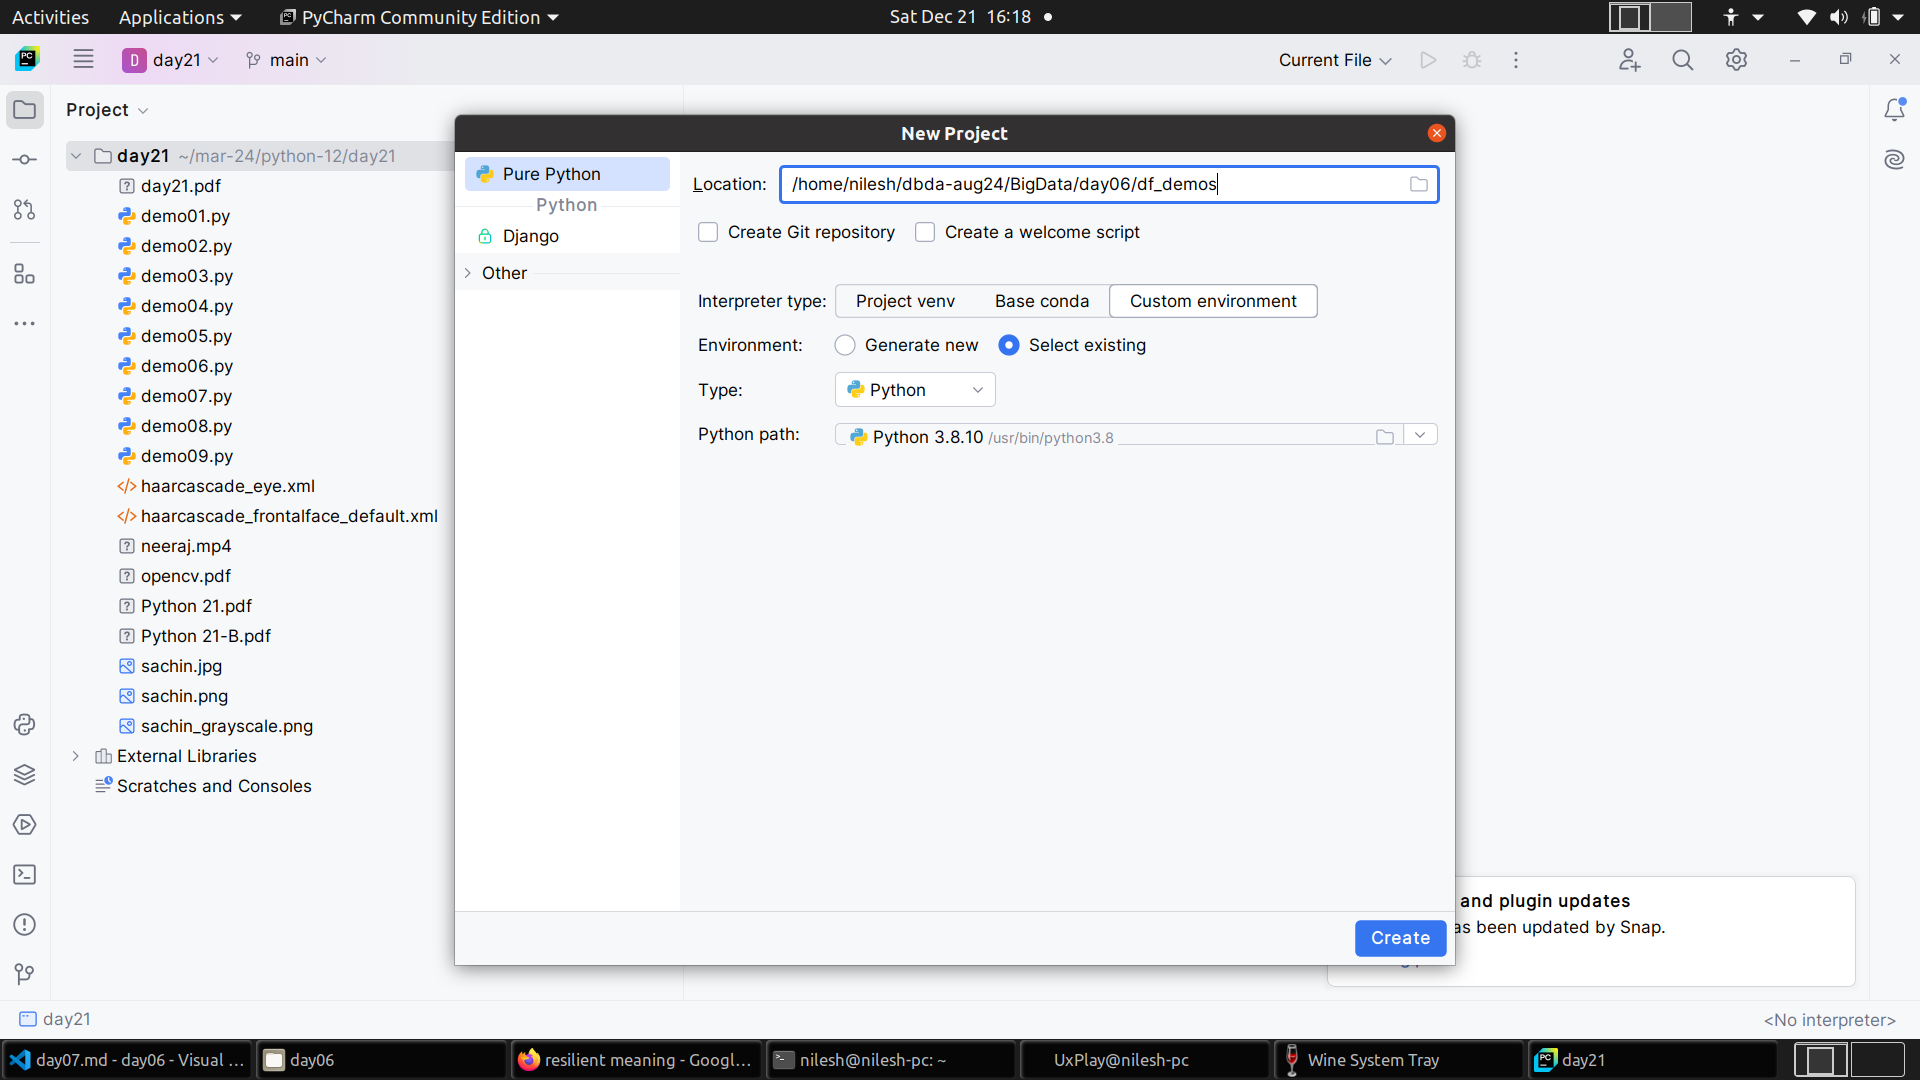 Activities Applications PyCharm Community Edition Sat Dec 21 16:18
D day21 main Current File
Project
day21 ~/mar-24/python-12/day21
day21.pdf
demo01.py
demo02.py
demo03.py
demo04.py
demo05.py
demo06.py
demo07.py
demo08.py
demo09.py
haarcascade_eye.xml
haarcascade_frontalface_default.xml
neeraj.mp4
opencv.pdf
Python 21.pdf
Python 21-B.pdf
sachin.jpg
sachin.png
sachin_grayscale.png
External Libraries
Scratches and Consoles
New Project
Pure Python
Python
Django
Other
Location: /home/nilesh/dbda-aug24/BigData/day06/df_demos
Create Git repository Create a welcome script
Interpreter type: Project venv Base conda Custom environment
Environment: Generate new Select existing
Type: Python
Python path: Python 3.8.10 /usr/bin/python3.8
Create
and plugin updates
as been updated by Snap.
day21 <No interpreter>
day07.md - day06 - Visual ... day06 resilient meaning - Googl... nilesh@nilesh-pc: ~ UxPlay@nilesh-pc Wine System Tray day21